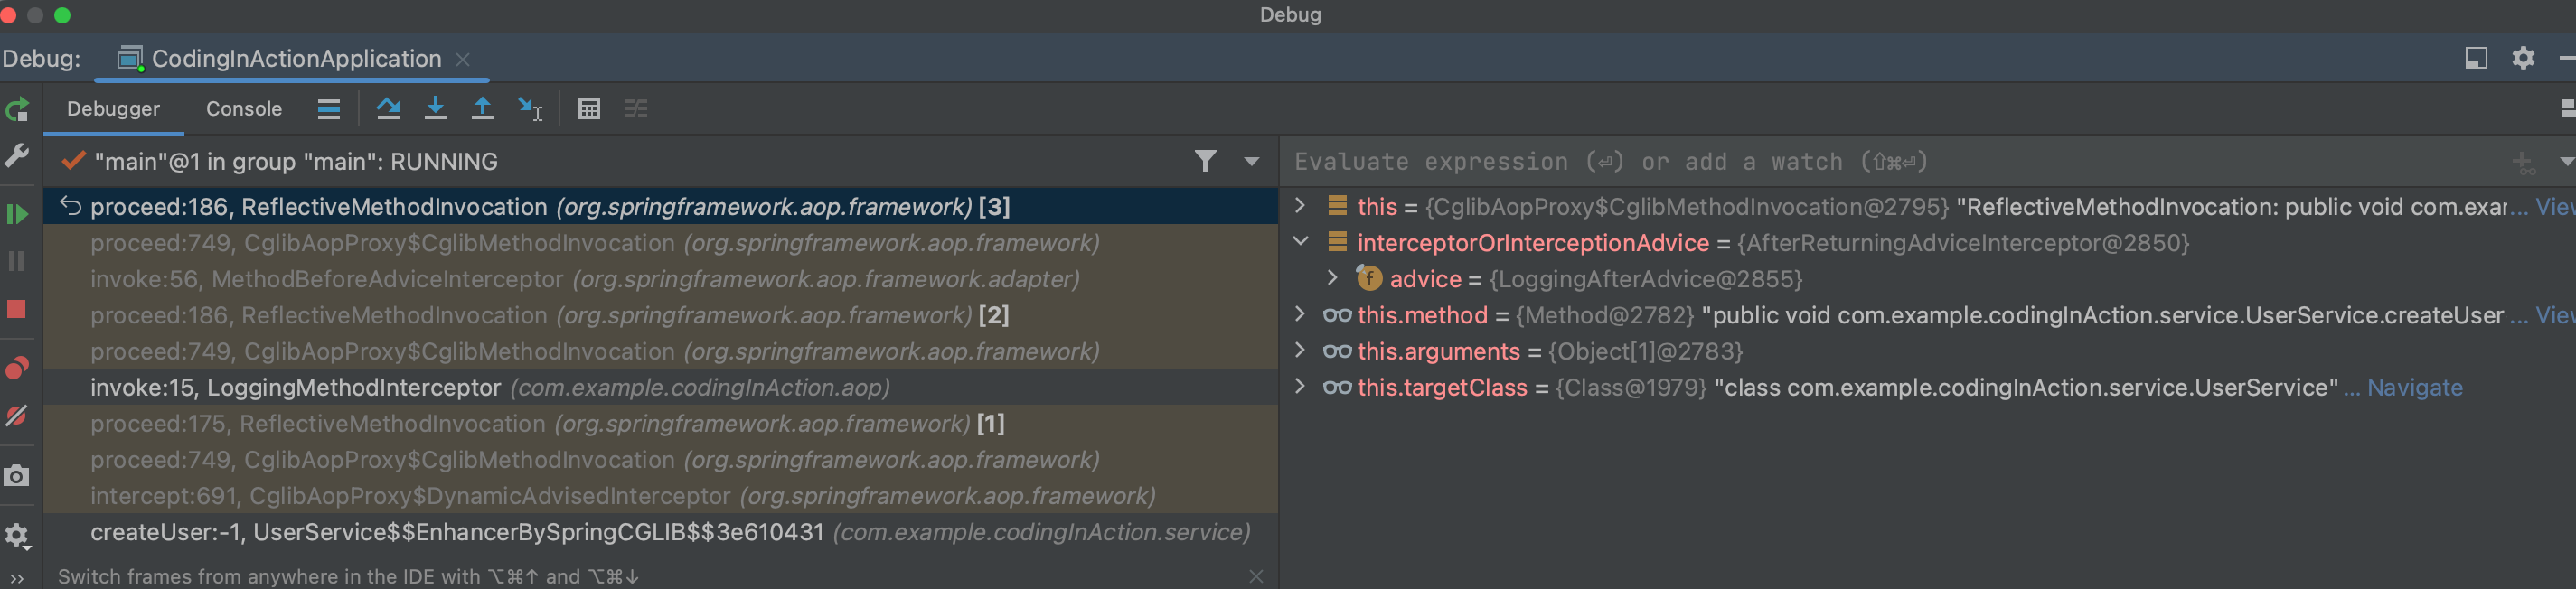 Debug
Debug: CodingInActionApplication
Debugger Console
"main"@1 in group "main": RUNNING
proceed:186, ReflectiveMethodInvocation (org.springframework.aop.framework) [3]
proceed:749, CglibAopProxy$CglibMethodInvocation (org.springframework.aop.framework)
invoke:56, MethodBeforeAdviceInterceptor (org.springframework.aop.framework.adapter)
proceed:186, ReflectiveMethodInvocation (org.springframework.aop.framework) [2]
proceed:749, CglibAopProxy$CglibMethodInvocation (org.springframework.aop.framework)
invoke:15, LoggingMethodInterceptor (com.example.codingInAction.aop)
proceed:175, ReflectiveMethodInvocation (org.springframework.aop.framework) [1]
proceed:749, CglibAopProxy$CglibMethodInvocation (org.springframework.aop.framework)
intercept:691, CglibAopProxy$DynamicAdvisedInterceptor (org.springframework.aop.framework)
createUser:-1, UserService$$EnhancerBySpringCGLIB$$3e610431 (com.example.codingInAction.service)
Switch frames from anywhere in the IDE with ⌥⌘↑ and ⌥⌘↓
Evaluate expression (⏎) or add a watch (⇧⌘⏎)
this = {CglibAopProxy$CglibMethodInvocation@2795} "ReflectiveMethodInvocation: public void com.exar... View
interceptorOrInterceptionAdvice = {AfterReturningAdviceInterceptor@2850}
f advice = {LoggingAfterAdvice@2855}
this.method = {Method@2782} "public void com.example.codingInAction.service.UserService.createUser ... View
this.arguments = {Object[1]@2783}
this.targetClass = {Class@1979} "class com.example.codingInAction.service.UserService" ... Navigate